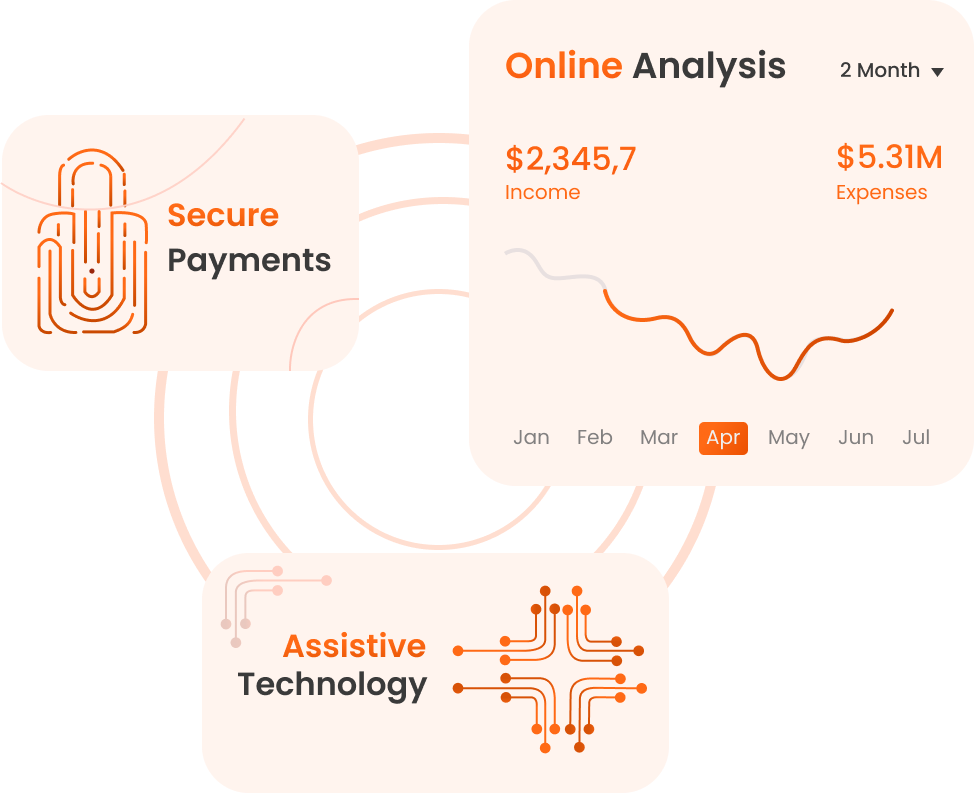 Online Analysis
2 Month
$2,345,7
$5.31M
Income
Expenses
Jan Feb Mar Apr May Jun Jul
Secure
Payments
Assistive
Technology